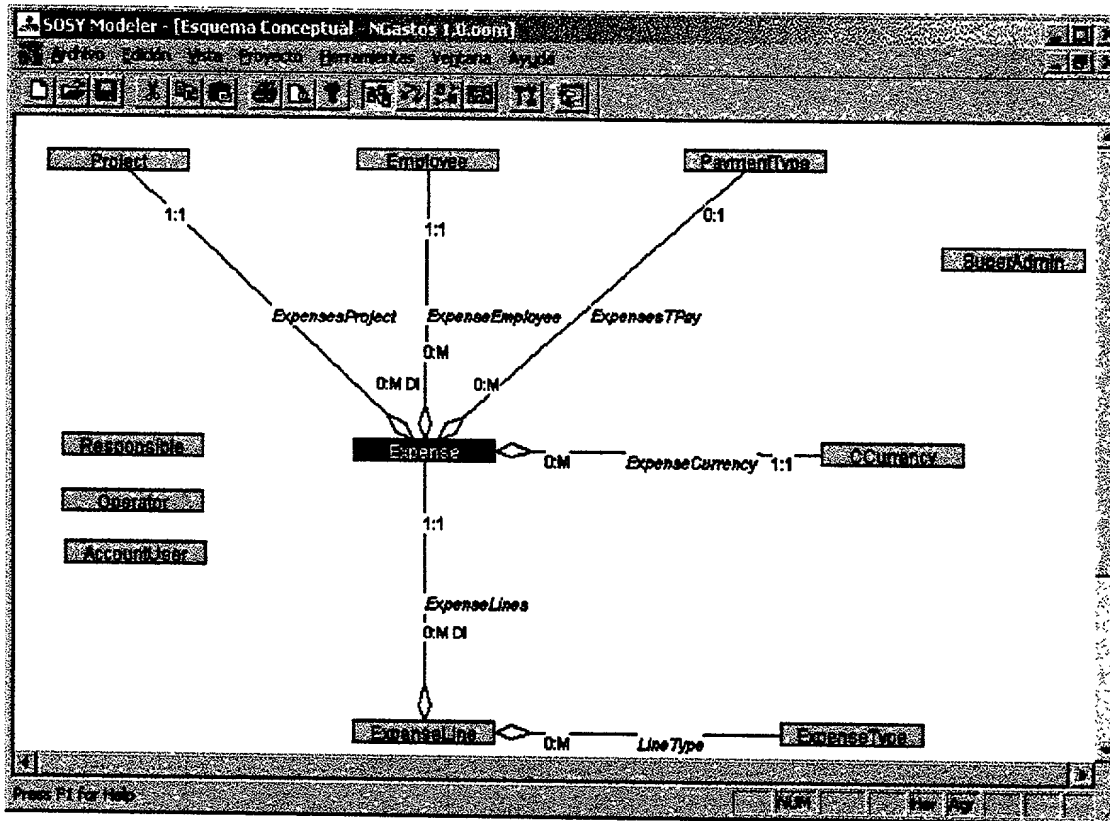 SOSY Modeler - [Esquema Conceptual - NGastos 1.0.oom]
Archivo Edición Vista Proyecto Herramientas Ventana Ayuda
Project Employee PaymentType
1:1 1:1 0:1
SuperAdmin
ExpensesProject ExpenseEmployee ExpensesTPay
0:M
0:M DI 0:M
Responsible Expense 0:M ExpenseCurrency 1:1 CCurrency
Operator
1:1
AccountUser
ExpenseLines
0:M DI
ExpenseLine 0:M LineType ExpenseType
Press F1 For Help NUM Her Agr